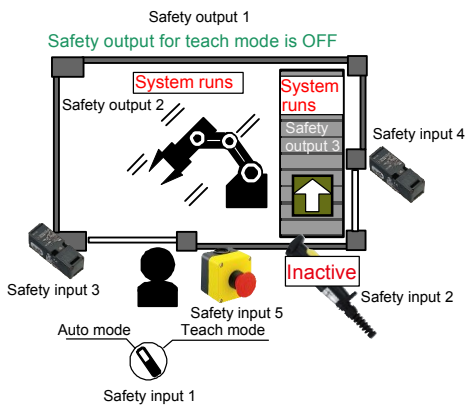 Safety output 1
Safety output for teach mode is OFF
System runs
System
runs
Safety output 2
Safety
output 3
Safety input 4
Inactive
Safety input 3
Safety input 2
Safety input 5
Auto mode
Teach mode
Safety input 1